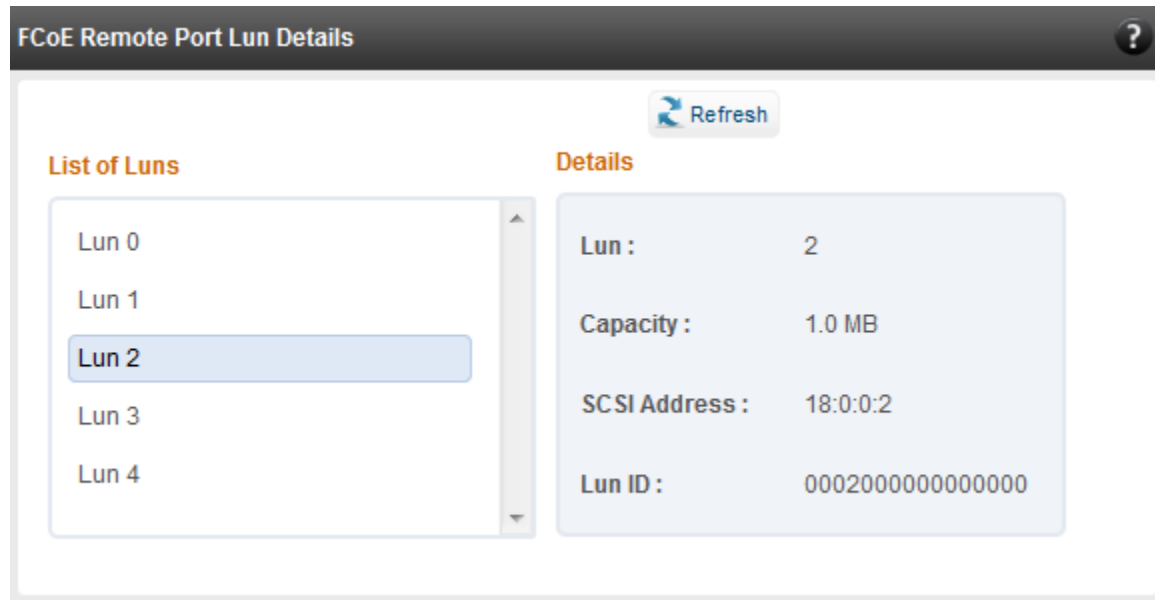 FCoE Remote Port Lun Details ?
Refresh
List of Luns
Lun 0
Lun 1
Lun 2
Lun 3
Lun 4
Details
Lun : 2
Capacity : 1.0 MB
SCSI Address : 18:0:0:2
Lun ID : 0002000000000000